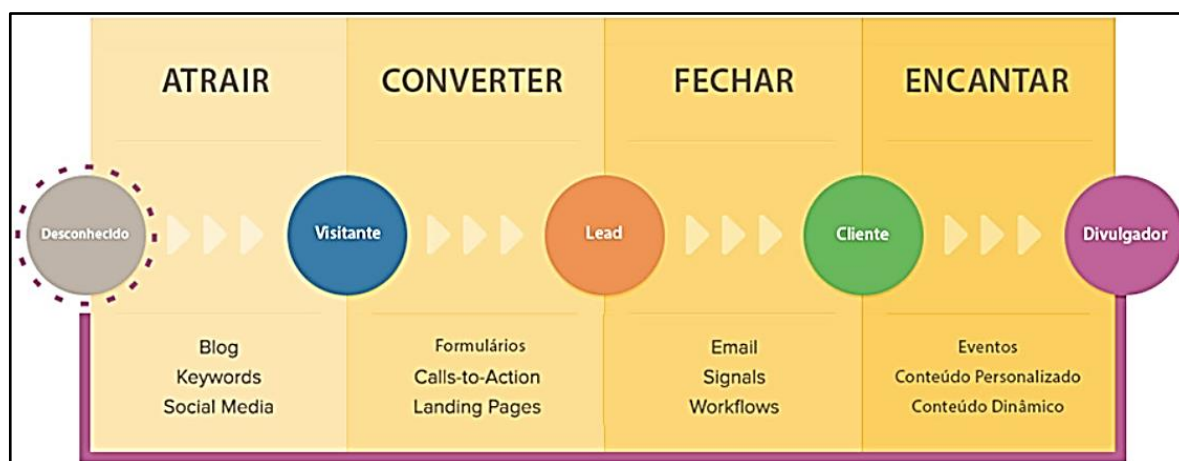 ATRAIR
CONVERTER
FECHAR
ENCANTAR
Desconhecido
Visitante
Lead
Cliente
Divulgador
Blog
Keywords
Social Media
Formulários
Calls-to-Action
Landing Pages
Email
Signals
Workflows
Eventos
Conteúdo Personalizado
Conteúdo Dinâmico